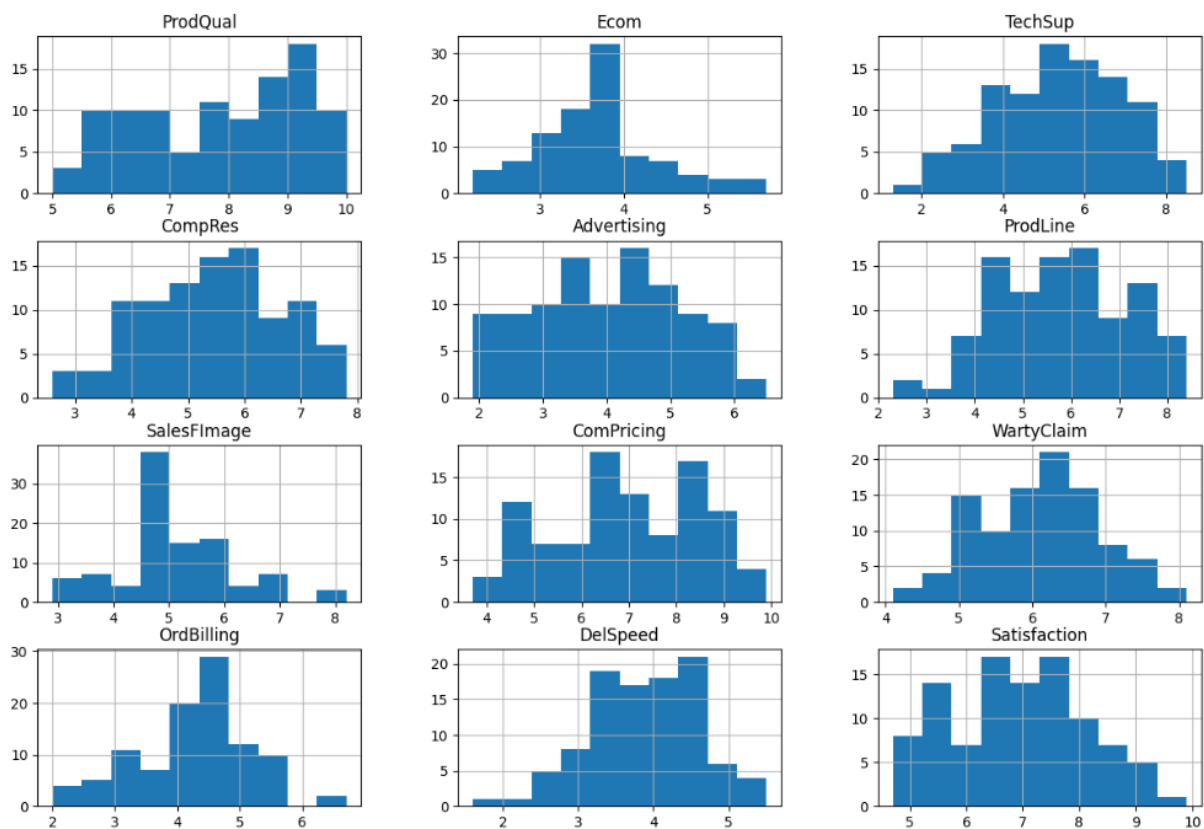 ProdQual
Ecom
TechSup
15
10
5
0
5 6 7 8 9 10
30
20
10
0
3 4 5
15
10
5
0
2 4 6 8
CompRes
Advertising
ProdLine
15
10
5
0
3 4 5 6 7 8
15
10
5
0
2 3 4 5 6
15
10
5
0
2 3 4 5 6 7 8
SalesFImage
ComPricing
WartyClaim
30
20
10
0
3 4 5 6 7 8
15
10
5
0
4 5 6 7 8 9 10
20
15
10
5
0
4 5 6 7 8
OrdBilling
DelSpeed
Satisfaction
30
20
10
0
2 3 4 5 6
20
15
10
5
0
2 3 4 5
15
10
5
0
5 6 7 8 9 10